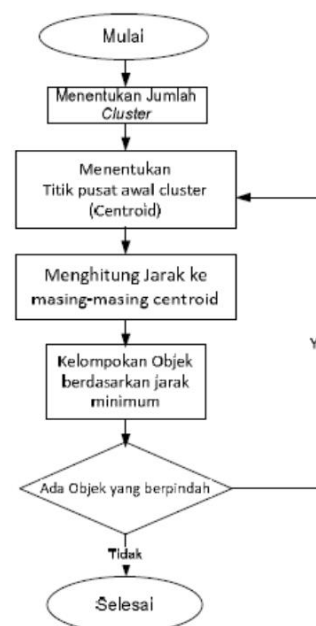 Mulai
Menentukan Jumlah
Cluster
Menentukan
Titik pusat awal cluster
(Centroid)
Menghitung Jarak ke
masing-masing centroid
Kelompokan Objek
berdasarkan jarak
minimum
Y
Ada Objek yang berpindah
Tidak
Selesai